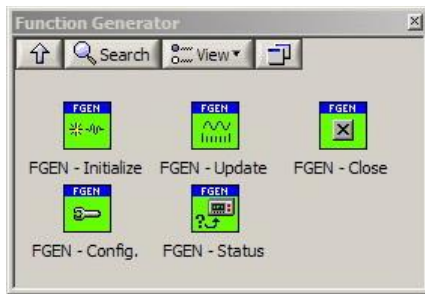 Function Generator
Search View
FGEN FGEN FGEN
FGEN - Initialize FGEN - Update FGEN - Close
FGEN FGEN
FGEN - Config. FGEN - Status